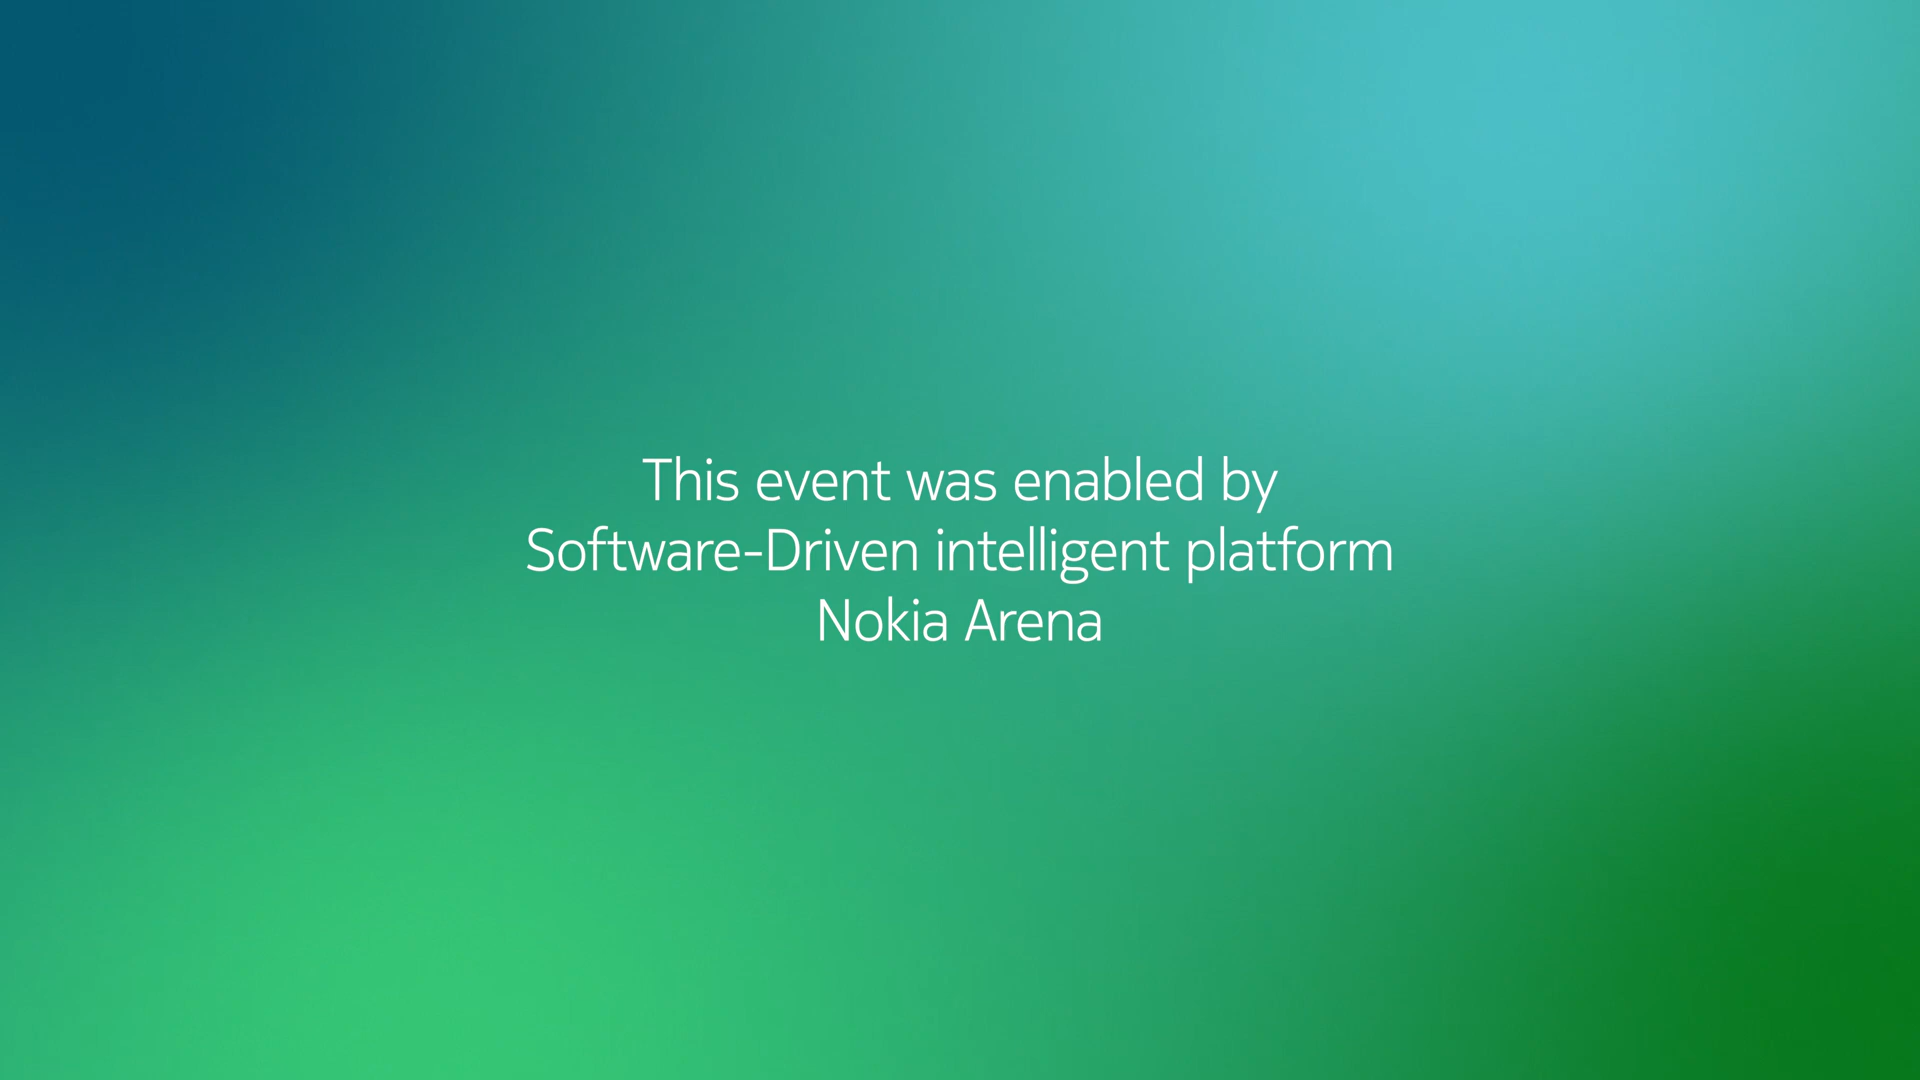 This event was enabled by
Software-Driven intelligent platform
Nokia Arena